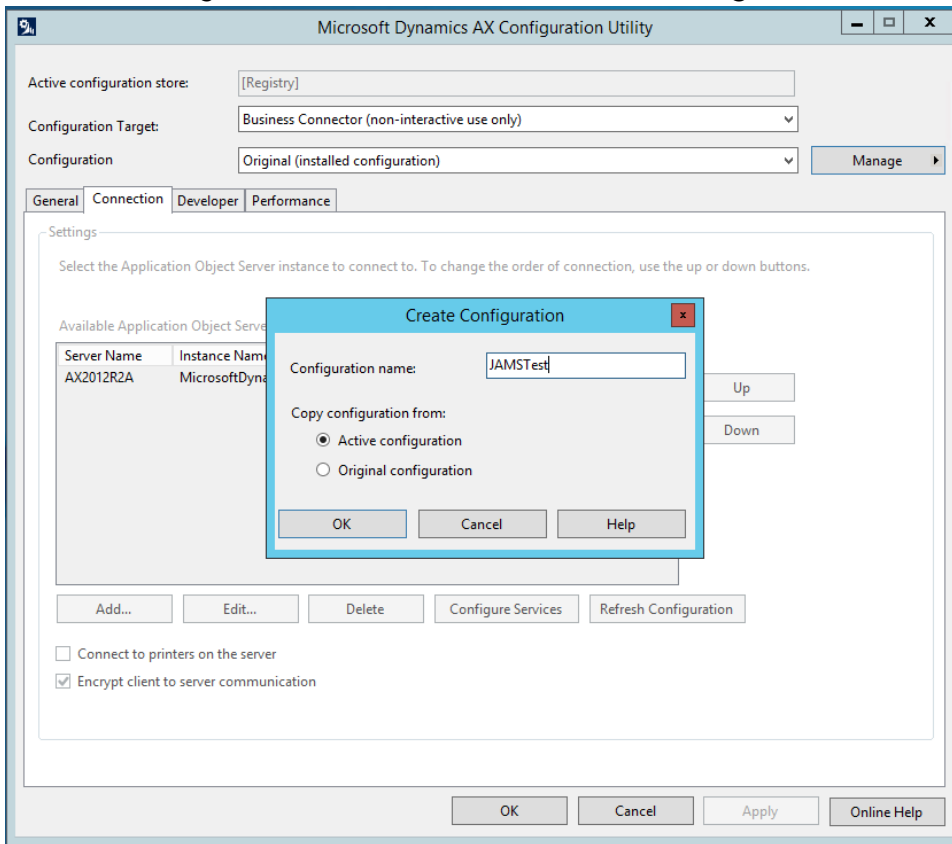 Microsoft Dynamics AX Configuration Utility
Active configuration store: [Registry]
Configuration Target: Business Connector (non-interactive use only)
Configuration Original (installed configuration) Manage
General Connection Developer Performance
Settings
Select the Application Object Server instance to connect to. To change the order of connection, use the up or down buttons.
Create Configuration
Available Application Object Serve
Server Name Instance Name
Configuration name: JAMSTest
AX2012R2A MicrosoftDyna
Up
Copy configuration from:
Active configuration
Down
Original configuration
OK Cancel Help
Add... Edit... Delete Configure Services Refresh Configuration
Connect to printers on the server
Encrypt client to server communication
OK Cancel Apply Online Help